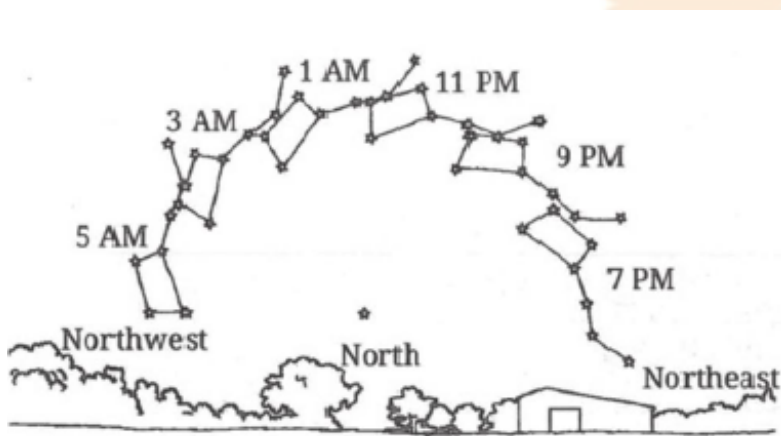 1 AM
11 PM
3 AM
9 PM
5 AM
7 PM
Northwest
North
Northeast